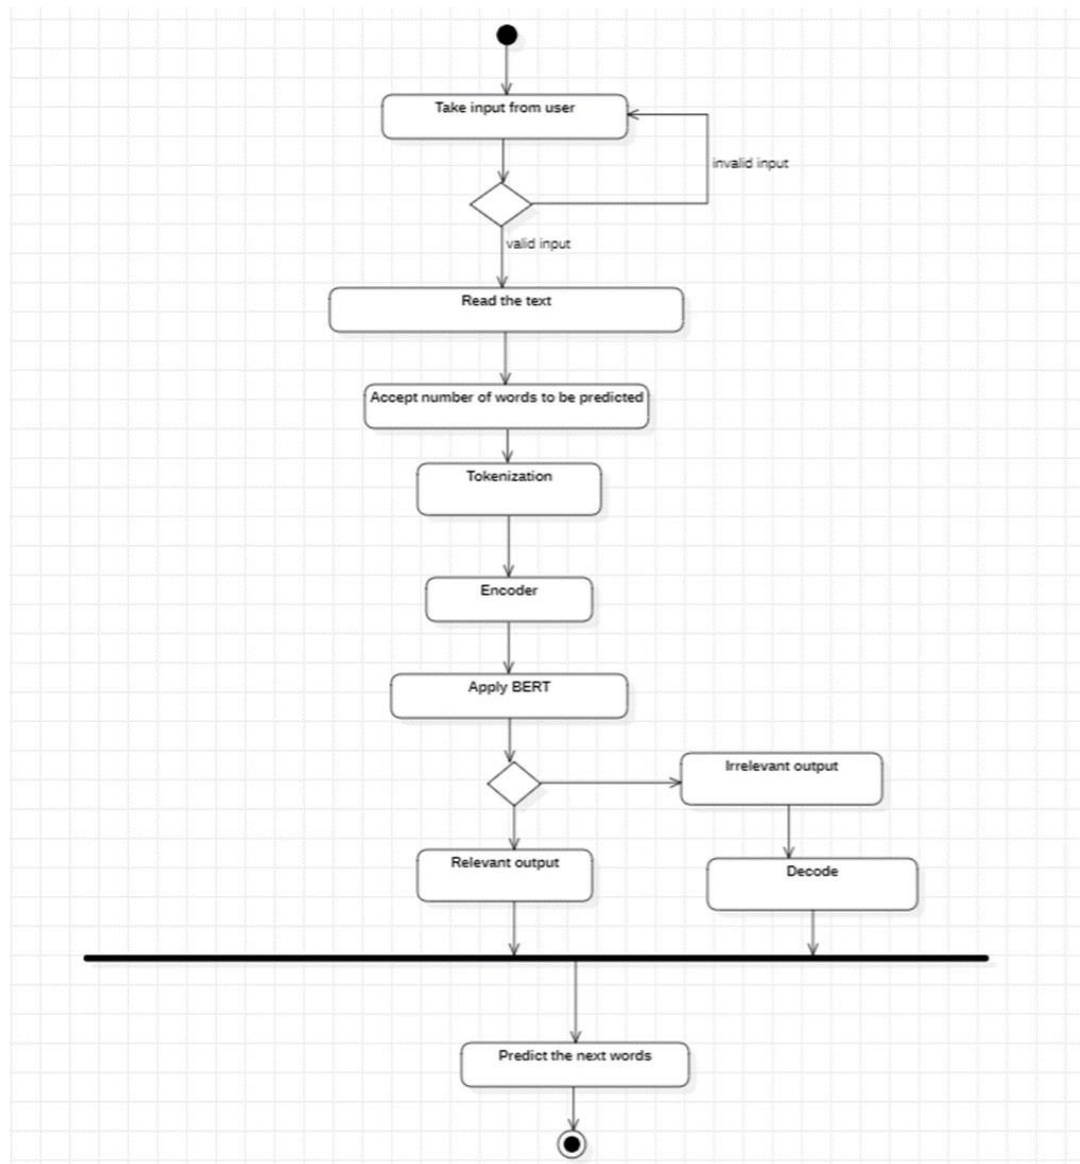 Take input from user
invalid input
valid input
Read the text
Accept number of words to be predicted
Tokenization
Encoder
Apply BERT
Irrelevant output
Relevant output
Decode
Predict the next words